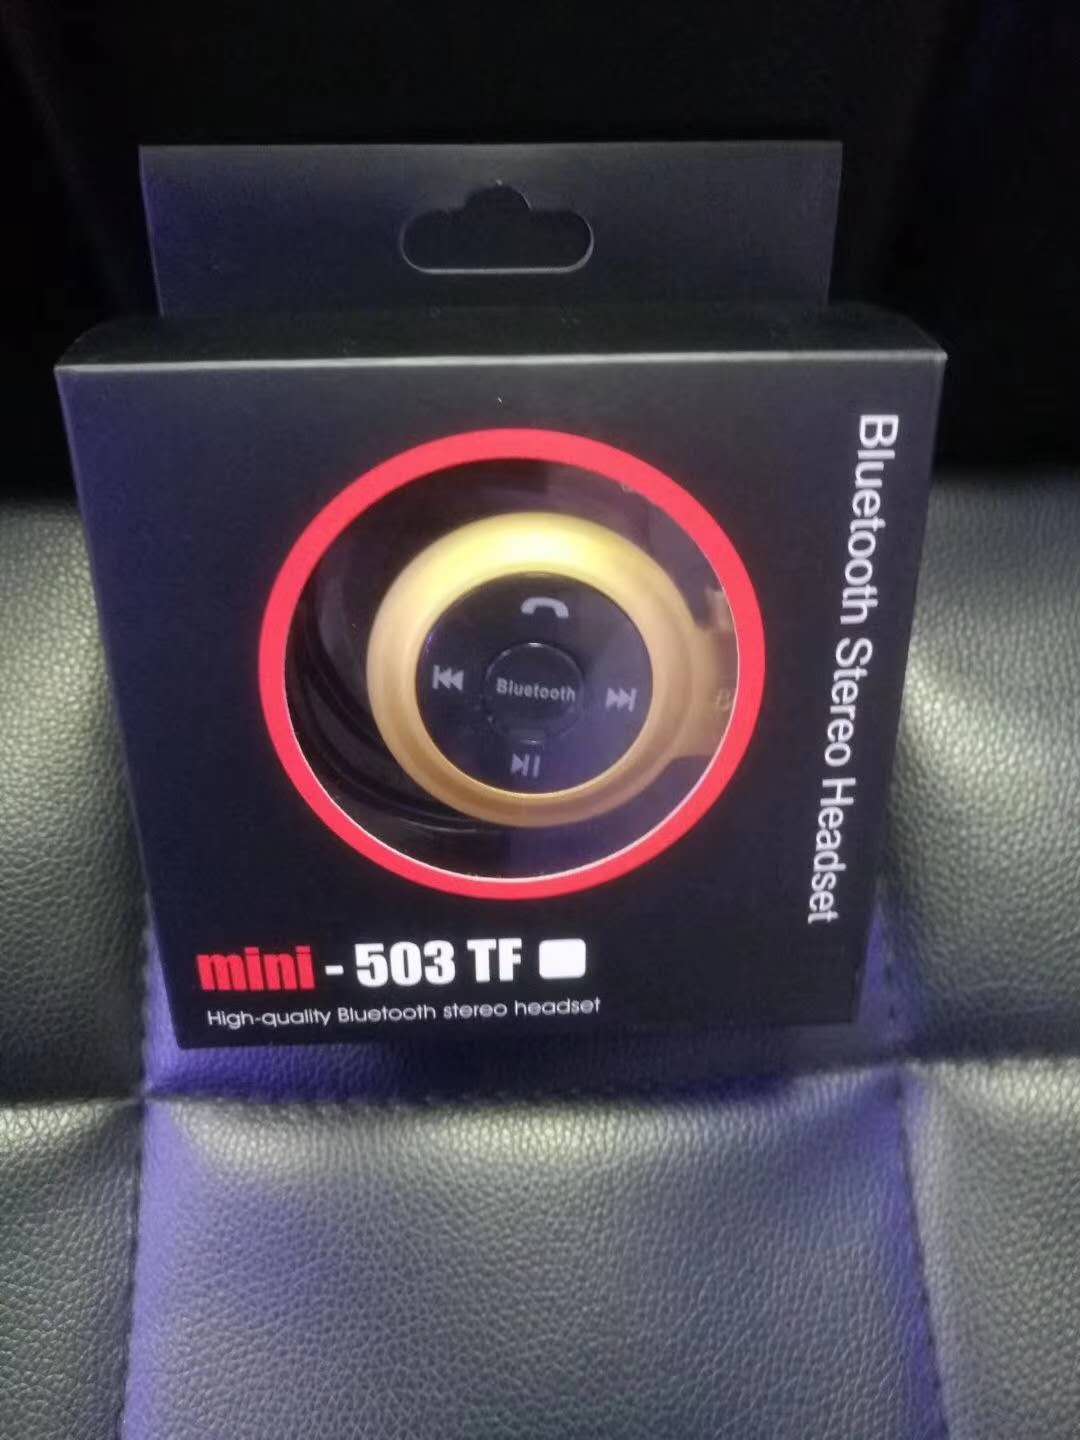 Bluetooth Stereo Headset
Bluetooth
mini - 503 TF
High-quality Bluetooth stereo headset